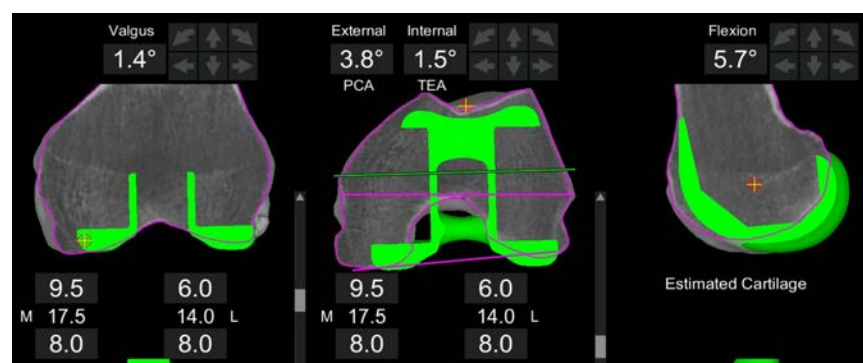 Valgus
1.4°
External Internal
3.8° 1.5°
PCA TEA
Flexion
5.7°
9.5 6.0
M 17.5 14.0 L
8.0 8.0
9.5 6.0
M 17.5 14.0 L
8.0 8.0
Estimated Cartilage